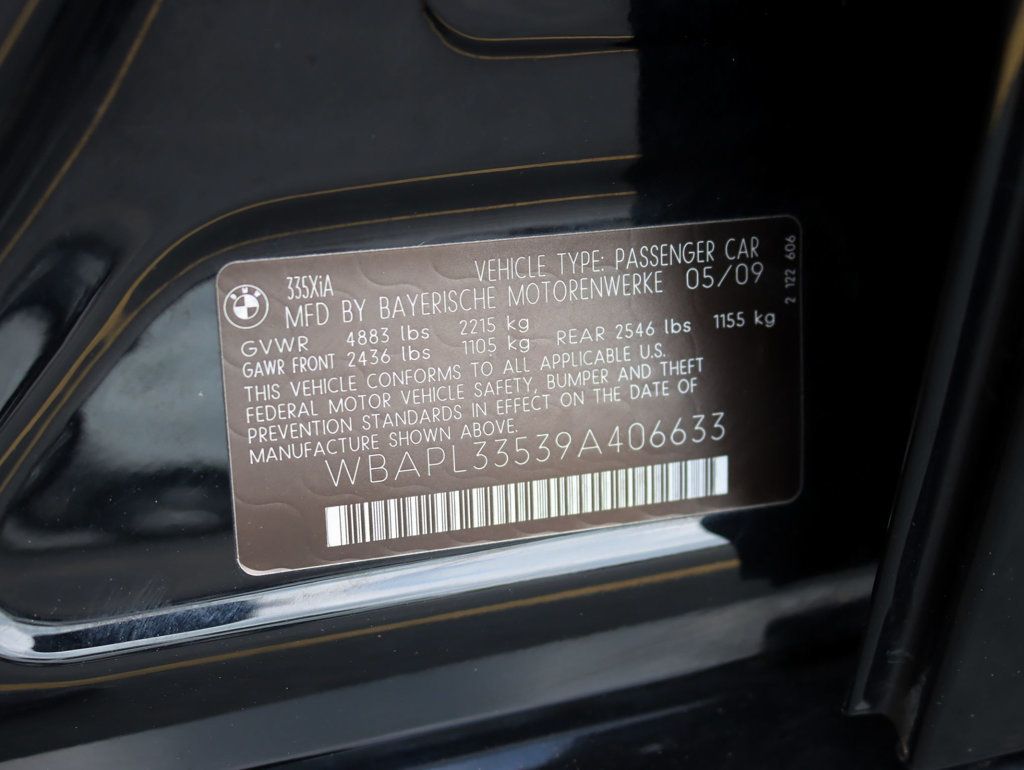 BMW
335XiA VEHICLE TYPE: PASSENGER CAR
MFD BY BAYERISCHE MOTORENWERKE 05/09
GVWR 4883 lbs 2215 kg
GAWR FRONT 2436 lbs 1105 kg REAR 2546 lbs 1155 kg
THIS VEHICLE CONFORMS TO ALL APPLICABLE U.S.
FEDERAL MOTOR VEHICLE SAFETY, BUMPER AND THEFT
PREVENTION STANDARDS IN EFFECT ON THE DATE OF
MANUFACTURE SHOWN ABOVE.
WBAPL33539A406633
2 122 606